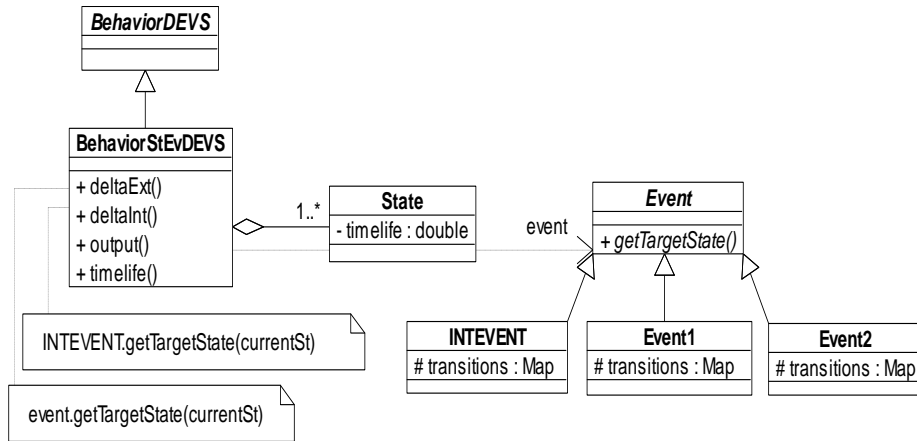 BehaviorDEVS
BehaviorStEvDEVS
+ deltaExt()
+ deltaInt()
+ output()
+ timelife()
1..*
State
- timelife : double
event
Event
+ getTargetState()
INTEVENT
# transitions : Map
Event1
# transitions : Map
Event2
# transitions : Map
INTEVENT.getTargetState(currentSt)
event.getTargetState(currentSt)